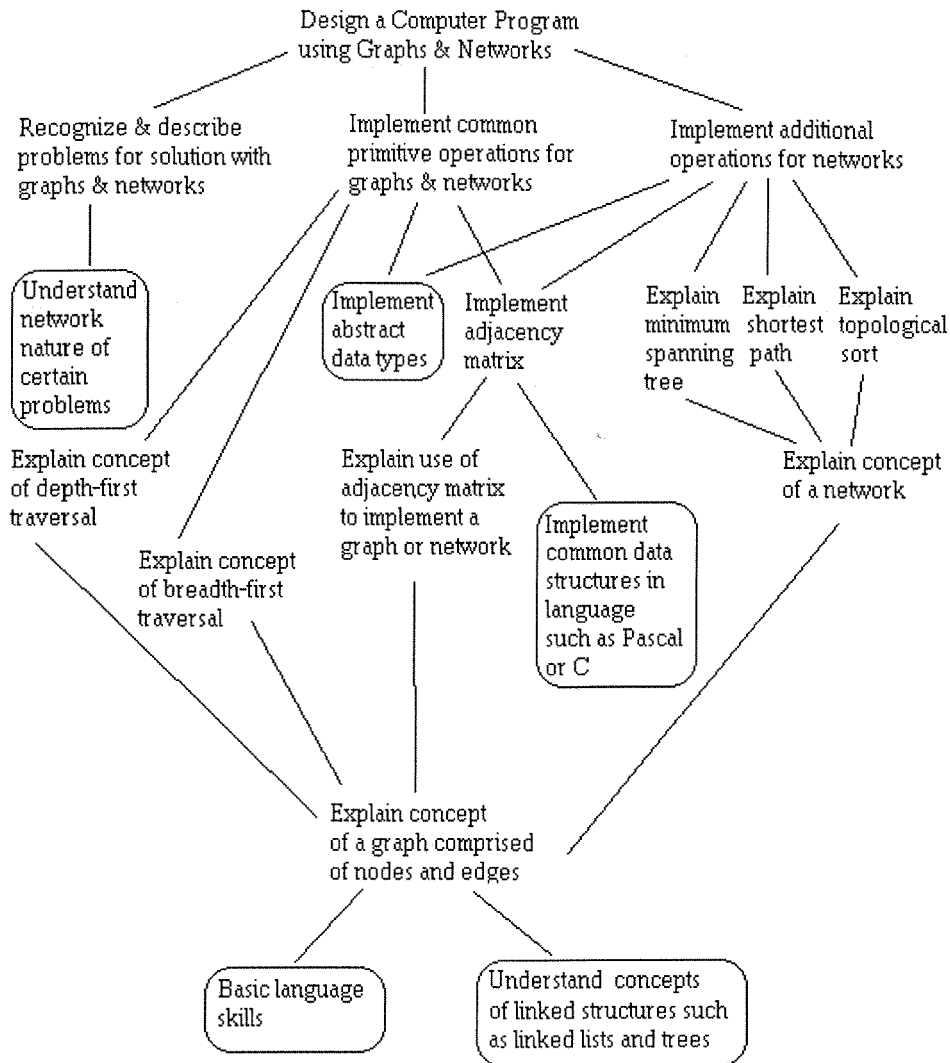 Design a Computer Program
using Graphs & Networks
Recognize & describe
problems for solution with
graphs & networks
Implement common
primitive operations for
graphs & networks
Implement additional
operations for networks
Understand
network
nature of
certain
problems
Implement
abstract
data types
Implement
adjacency
matrix
Explain
minimum
spanning
tree
Explain
shortest
path
Explain
topological
sort
Explain concept
of depth-first
traversal
Explain use of
adjacency matrix
to implement a
graph or network
Explain concept
of a network
Explain concept
of breadth-first
traversal
Implement
common data
structures in
language
such as Pascal
or C
Explain concept
of a graph comprised
of nodes and edges
Basic language
skills
Understand concepts
of linked structures such
as linked lists and trees